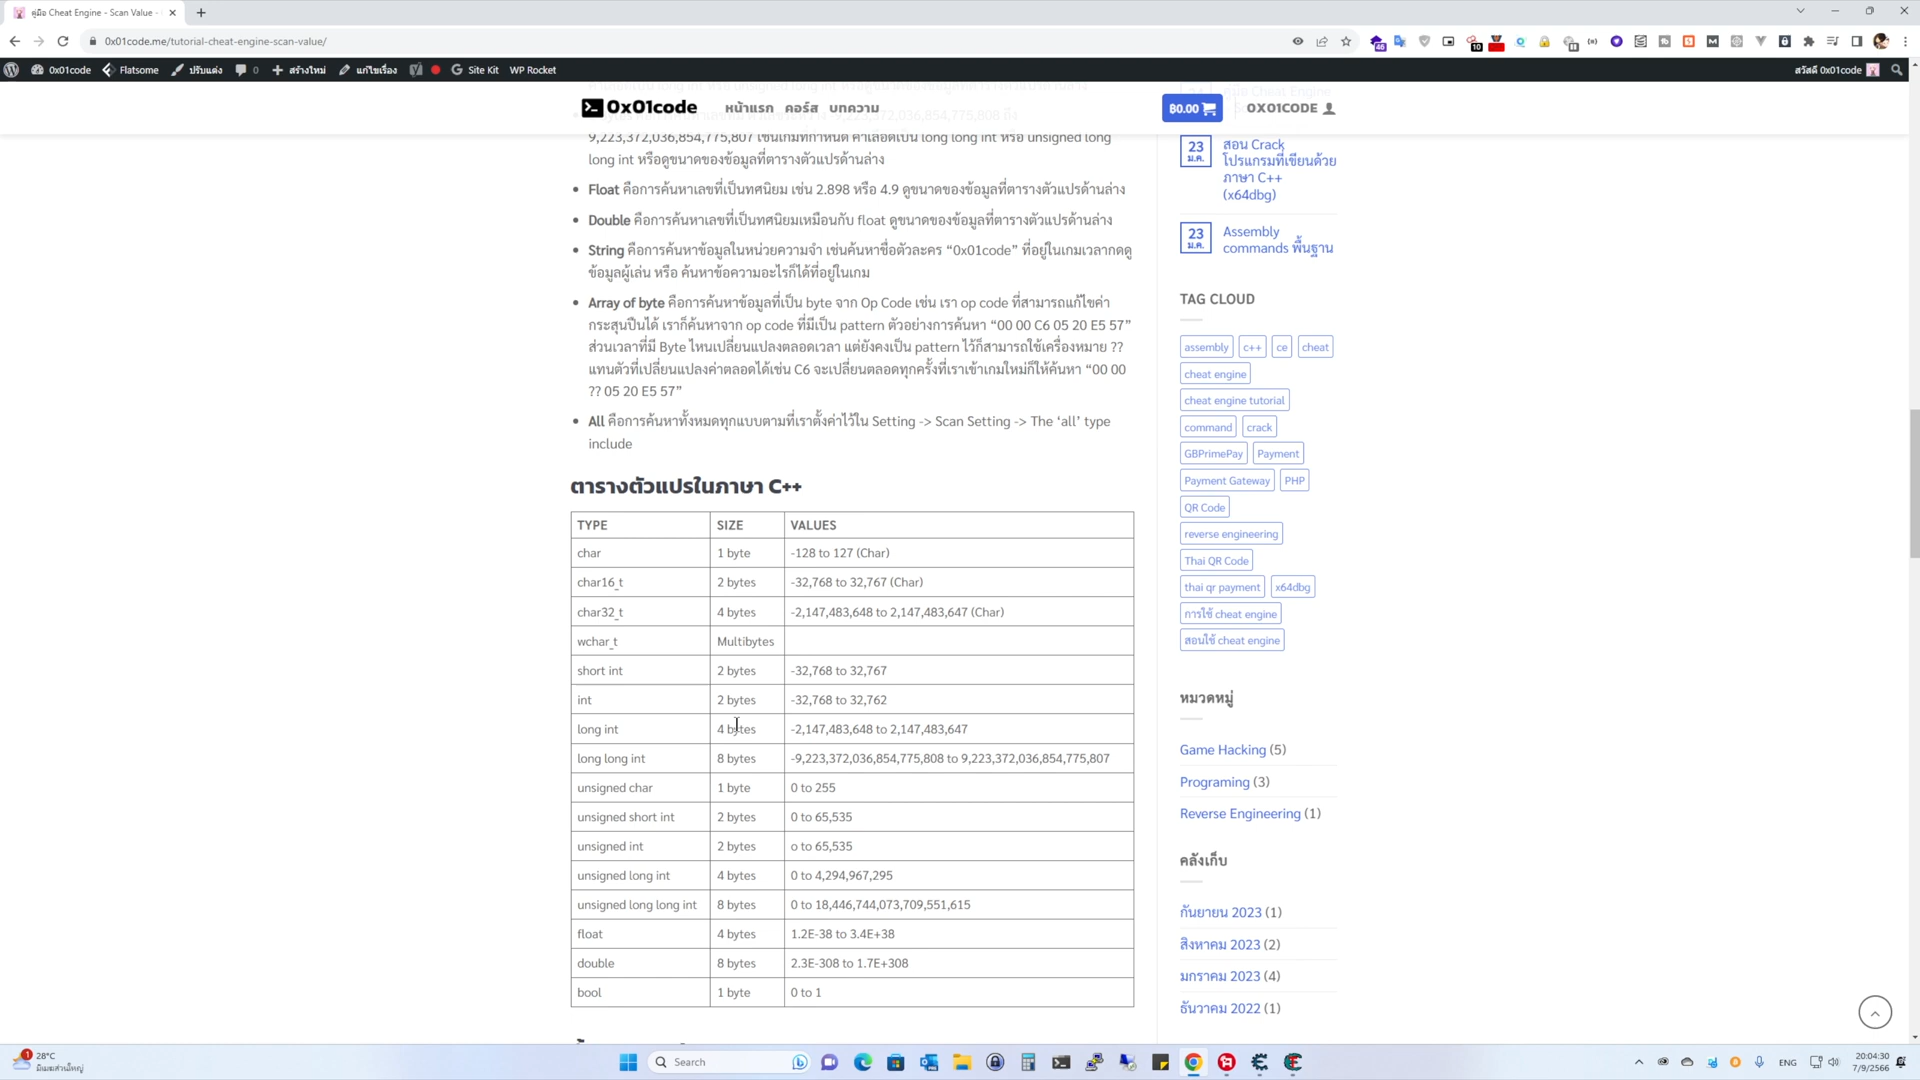 คู่มือ Cheat Engine - Scan Value -
0x01code.me/tutorial-cheat-engine-scan-value/
46
10
0x01code
Flatsome
ปรับแต่ง
0
สร้างใหม่
แก้ไขเรื่อง
Site Kit
WP Rocket
สวัสดี 0x01code
0x01code
หน้าแรก คอร์ส บทความ
฿0.00
0X01CODE
9,223,372,036,854,775,807 เช่นเกมที่กำหนด ค่าเลือดเป็น long long int หรือ unsigned long
long int หรือดูขนาดของข้อมูลที่ตารางตัวแปรด้านล่าง
Float คือการค้นหาเลขที่เป็นทศนิยม เช่น 2.898 หรือ 4.9 ดูขนาดของข้อมูลที่ตารางตัวแปรด้านล่าง
Double คือการค้นหาเลขที่เป็นทศนิยมเหมือนกับ float ดูขนาดของข้อมูลที่ตารางตัวแปรด้านล่าง
String คือการค้นหาข้อมูลในหน่วยความจำ เช่นค้นหาชื่อตัวละคร “0x01code” ที่อยู่ในเกมเวลากดดู
ข้อมูลผู้เล่น หรือ ค้นหาข้อความอะไรก็ได้ที่อยู่ในเกม
Array of byte คือการค้นหาข้อมูลที่เป็น byte จาก Op Code เช่น เรา op code ที่สามารถแก้ไขค่า
กระสุนปืนได้ เราก็ค้นหาจาก op code ที่มีเป็น pattern ตัวอย่างการค้นหา “00 00 C6 05 20 E5 57”
ส่วนเวลาที่มี Byte ไหนเปลี่ยนแปลงตลอดเวลา แต่ยังคงเป็น pattern ไว้ก็สามารถใช้เครื่องหมาย ??
แทนตัวที่เปลี่ยนแปลงค่าตลอดได้เช่น C6 จะเปลี่ยนตลอดทุกครั้งที่เราเข้าเกมใหม่ก็ให้ค้นหา “00 00
?? 05 20 E5 57”
All คือการค้นหาทั้งหมดทุกแบบตามที่เราตั้งค่าไว้ใน Setting -> Scan Setting -> The ‘all’ type
include
ตารางตัวแปรในภาษา C++
TYPE SIZE VALUES
char 1 byte -128 to 127 (Char)
char16_t 2 bytes -32,768 to 32,767 (Char)
char32_t 4 bytes -2,147,483,648 to 2,147,483,647 (Char)
wchar_t Multibytes
short int 2 bytes -32,768 to 32,767
int 2 bytes -32,768 to 32,762
long int 4 bytes -2,147,483,648 to 2,147,483,647
long long int 8 bytes -9,223,372,036,854,775,808 to 9,223,372,036,854,775,807
unsigned char 1 byte 0 to 255
unsigned short int 2 bytes 0 to 65,535
unsigned int 2 bytes o to 65,535
unsigned long int 4 bytes 0 to 4,294,967,295
unsigned long long int 8 bytes 0 to 18,446,744,073,709,551,615
float 4 bytes 1.2E-38 to 3.4E+38
double 8 bytes 2.3E-308 to 1.7E+308
bool 1 byte 0 to 1
23 ม.ค.
สอน Crack
โปรแกรมที่เขียนด้วย
ภาษา C++
(x64dbg)
23 ม.ค.
Assembly
commands พื้นฐาน
TAG CLOUD
assembly c++ ce cheat
cheat engine
cheat engine tutorial
command crack
GBPrimePay Payment
Payment Gateway PHP
QR Code
reverse engineering
Thai QR Code
thai qr payment x64dbg
การใช้ cheat engine
สอนใช้ cheat engine
หมวดหมู่
Game Hacking (5)
Programing (3)
Reverse Engineering (1)
คลังเก็บ
กันยายน 2023 (1)
สิงหาคม 2023 (2)
มกราคม 2023 (4)
ธันวาคม 2022 (1)
1
28°C
มีเมฆส่วนใหญ่
Search
ENG
20:04:30
7/9/2566